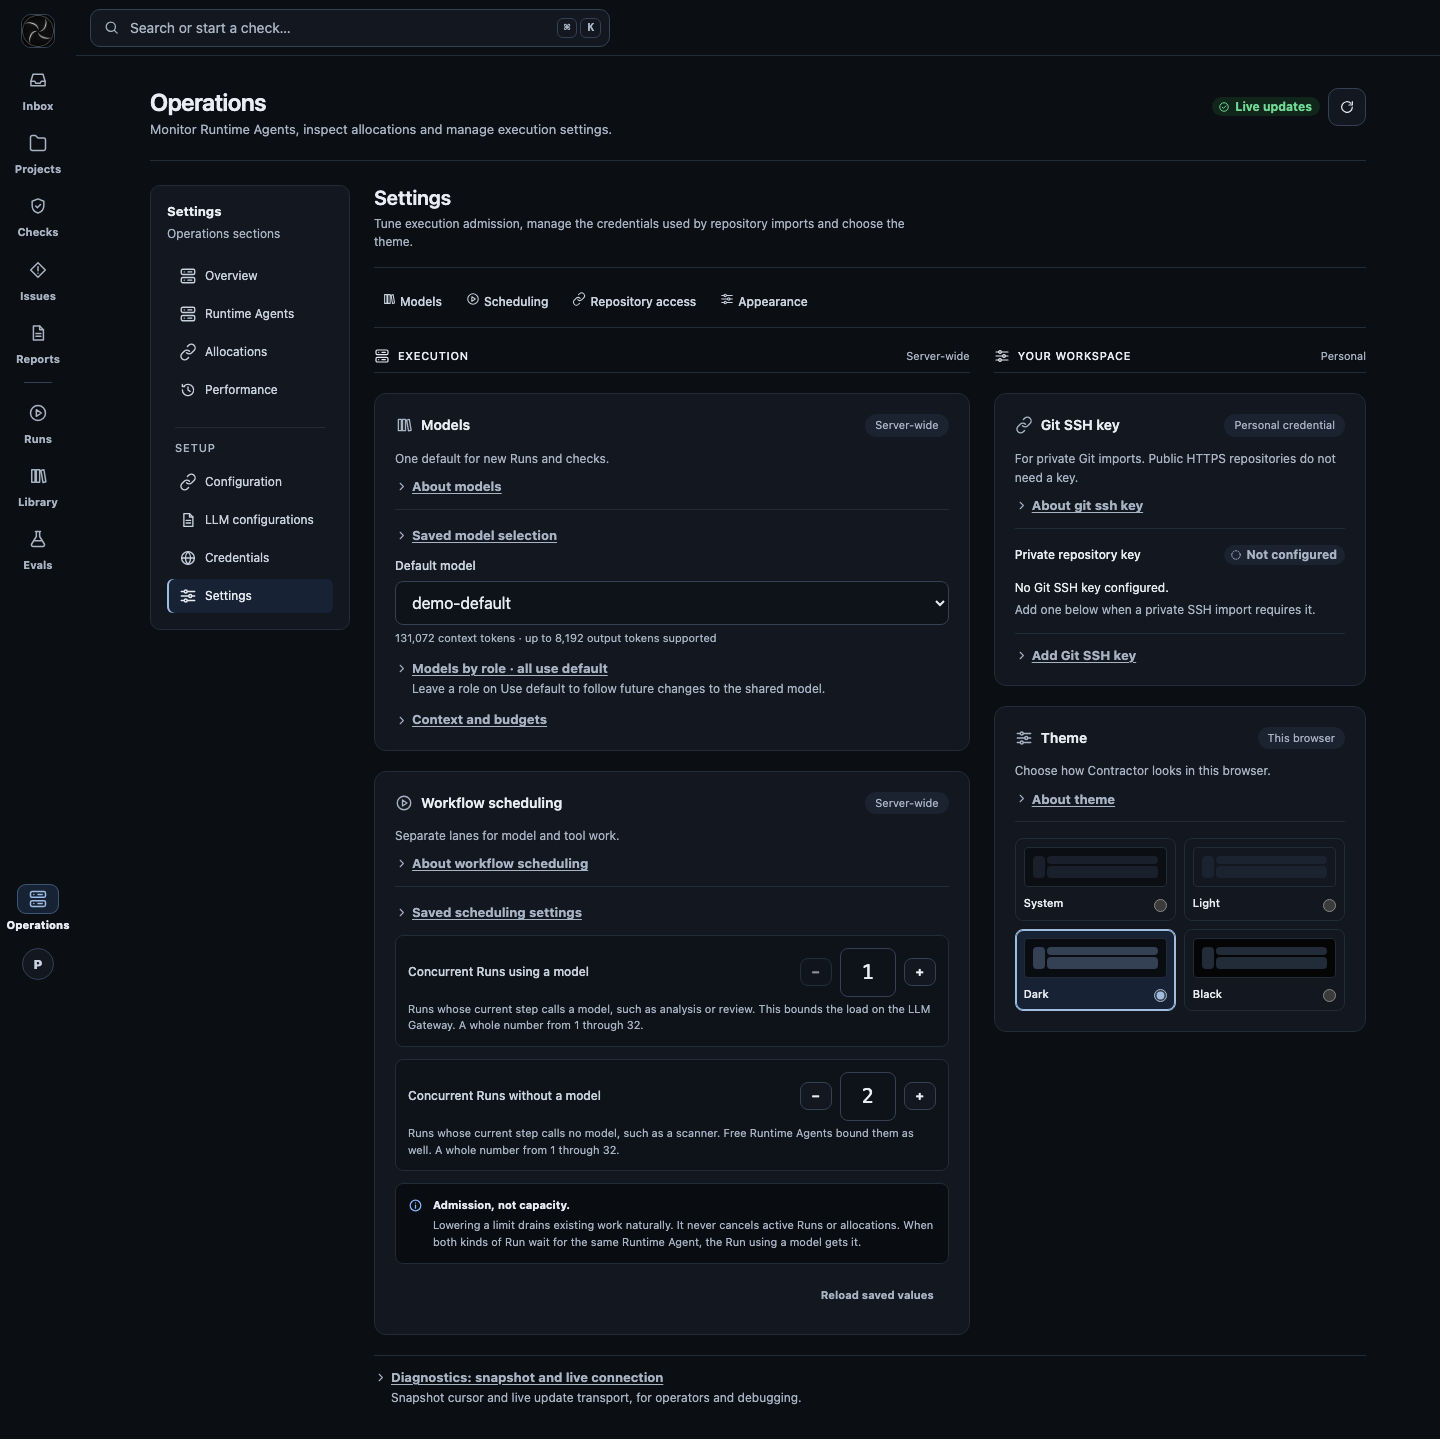 Search or start a check...
⌘ K
Inbox
Projects
Checks
Issues
Reports
Runs
Library
Evals
Operations
P
Operations
Monitor Runtime Agents, inspect allocations and manage execution settings.
Live updates
Settings
Operations sections
Overview
Runtime Agents
Allocations
Performance
SETUP
Configuration
LLM configurations
Credentials
Settings
Settings
Tune execution admission, manage the credentials used by repository imports and choose the
theme.
Models
Scheduling
Repository access
Appearance
EXECUTION
Server-wide
Models
Server-wide
One default for new Runs and checks.
About models
Saved model selection
Default model
demo-default
131,072 context tokens · up to 8,192 output tokens supported
Models by role · all use default
Leave a role on Use default to follow future changes to the shared model.
Context and budgets
Workflow scheduling
Server-wide
Separate lanes for model and tool work.
About workflow scheduling
Saved scheduling settings
Concurrent Runs using a model
− 1 +
Runs whose current step calls a model, such as analysis or review. This bounds the load on the LLM
Gateway. A whole number from 1 through 32.
Concurrent Runs without a model
− 2 +
Runs whose current step calls no model, such as a scanner. Free Runtime Agents bound them as
well. A whole number from 1 through 32.
Admission, not capacity.
Lowering a limit drains existing work naturally. It never cancels active Runs or allocations. When
both kinds of Run wait for the same Runtime Agent, the Run using a model gets it.
Reload saved values
YOUR WORKSPACE
Personal
Git SSH key
Personal credential
For private Git imports. Public HTTPS repositories do not
need a key.
About git ssh key
Private repository key
Not configured
No Git SSH key configured.
Add one below when a private SSH import requires it.
Add Git SSH key
Theme
This browser
Choose how Contractor looks in this browser.
About theme
System
Light
Dark
Black
Diagnostics: snapshot and live connection
Snapshot cursor and live update transport, for operators and debugging.